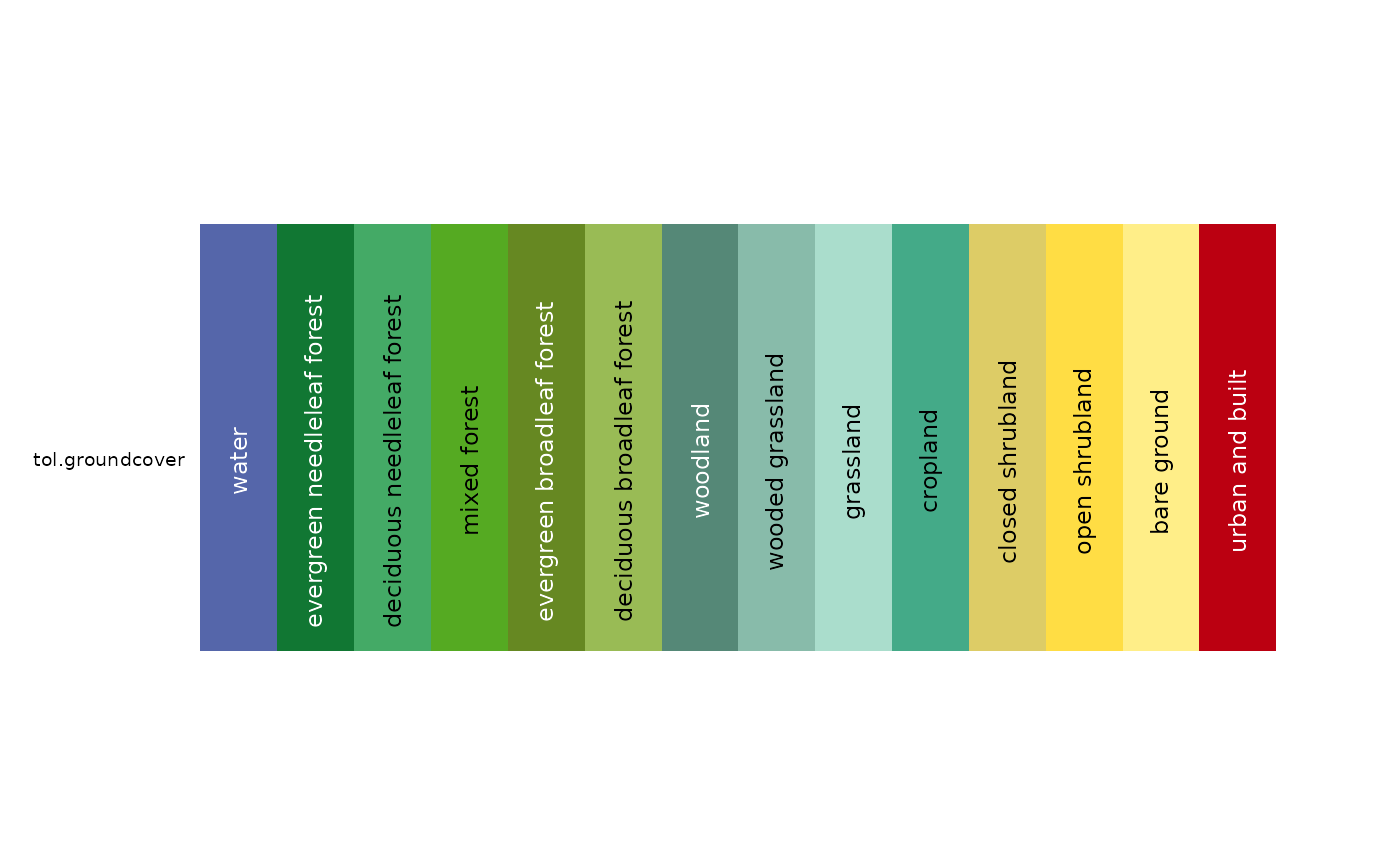 tol.groundcover
water
evergreen needleleaf forest
deciduous needleleaf forest
mixed forest
evergreen broadleaf forest
deciduous broadleaf forest
woodland
wooded grassland
grassland
cropland
closed shrubland
open shrubland
bare ground
urban and built